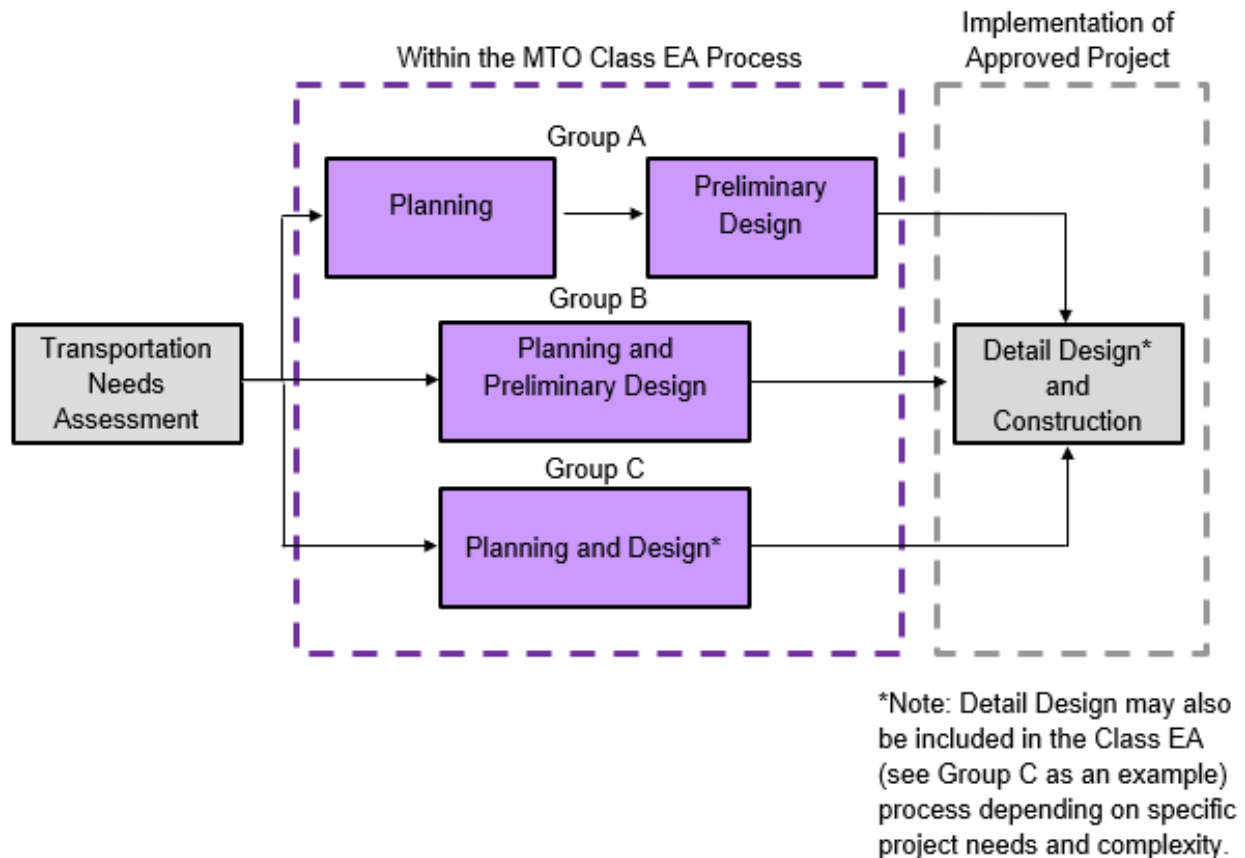 Implementation of
Approved Project
Within the MTO Class EA Process
Group A
Planning
Preliminary
Design
Group B
Transportation
Needs
Assessment
Planning and
Preliminary Design
Detail Design*
and
Construction
Group C
Planning and Design*
*Note: Detail Design may also
be included in the Class EA
(see Group C as an example)
process depending on specific
project needs and complexity.